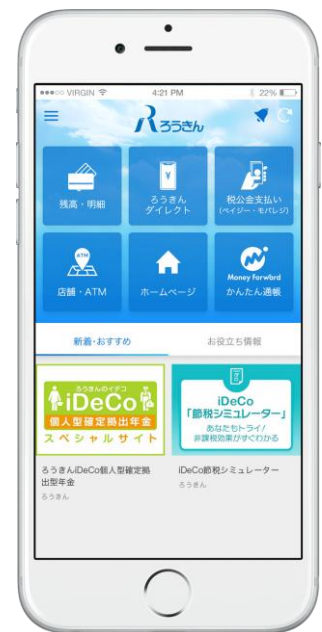 VIRGIN 4:21 PM 22%
ろうきん
残高・明細
ろうきん
ダイレクト
税公金支払い
(ペイジー・モバレジ)
ATM
店舗・ATM
ホームページ
Money Forward
かんたん通帳
新着・おすすめ
お役立ち情報
ろうきんのイデコ
iDeCo
個人型確定拠出年金
スペシャルサイト
iDeCo
「節税シミュレーター」
あなたもトライ!
非課税効果がすぐわかる
ろうきんiDeCo個人型確定拠
出型年金
ろうきん
iDeCo節税シミュレーター
ろうきん